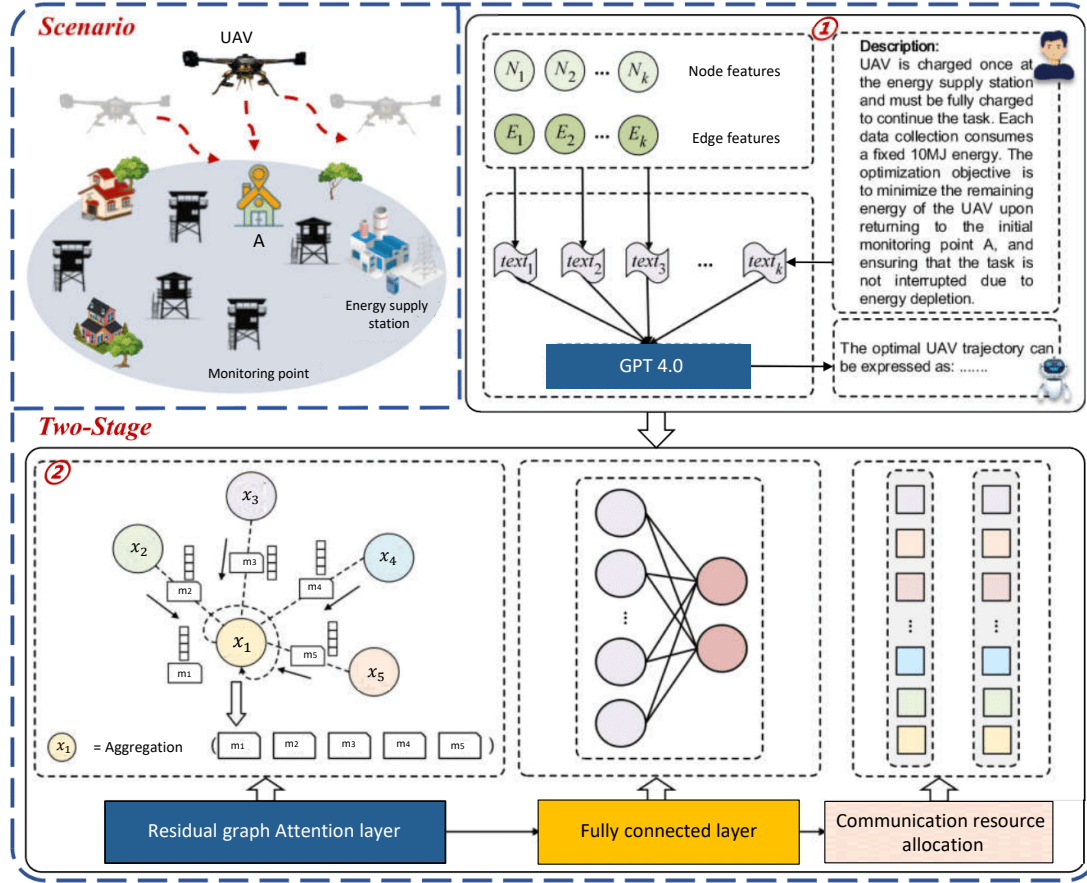 Scenario
UAV
A
Energy supply
station
Monitoring point
①
N1 N2 ... Nk
Node features
E1 E2 ... Ek
Edge features
text1 text2 text3 ... textk
GPT 4.0
Description:
UAV is charged once at
the energy supply station
and must be fully charged
to continue the task. Each
data collection consumes
a fixed 10MJ energy. The
optimization objective is
to minimize the remaining
energy of the UAV upon
returning to the initial
monitoring point A, and
ensuring that the task is
not interrupted due to
energy depletion.
The optimal UAV trajectory can
be expressed as: .......
Two-Stage
②
x3
x2
x4
m3
m2
m4
x1
m1
m5
x5
x1 = Aggregation ( m1 m2 m3 m4 m5 )
...
...
...
Residual graph Attention layer
Fully connected layer
Communication resource
allocation